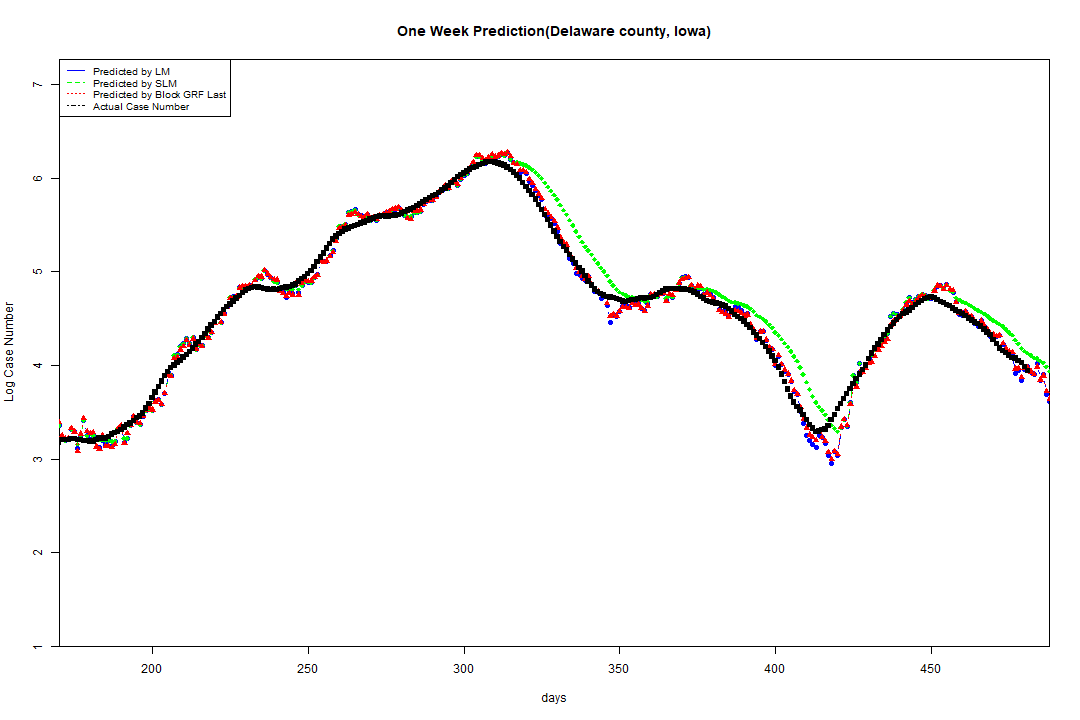 One Week Prediction(Delaware county, Iowa)
Predicted by LM
Predicted by SLM
Predicted by Block GRF Last
Actual Case Number
7
6
5
4
3
2
1
Log Case Number
200 250 300 350 400 450
days